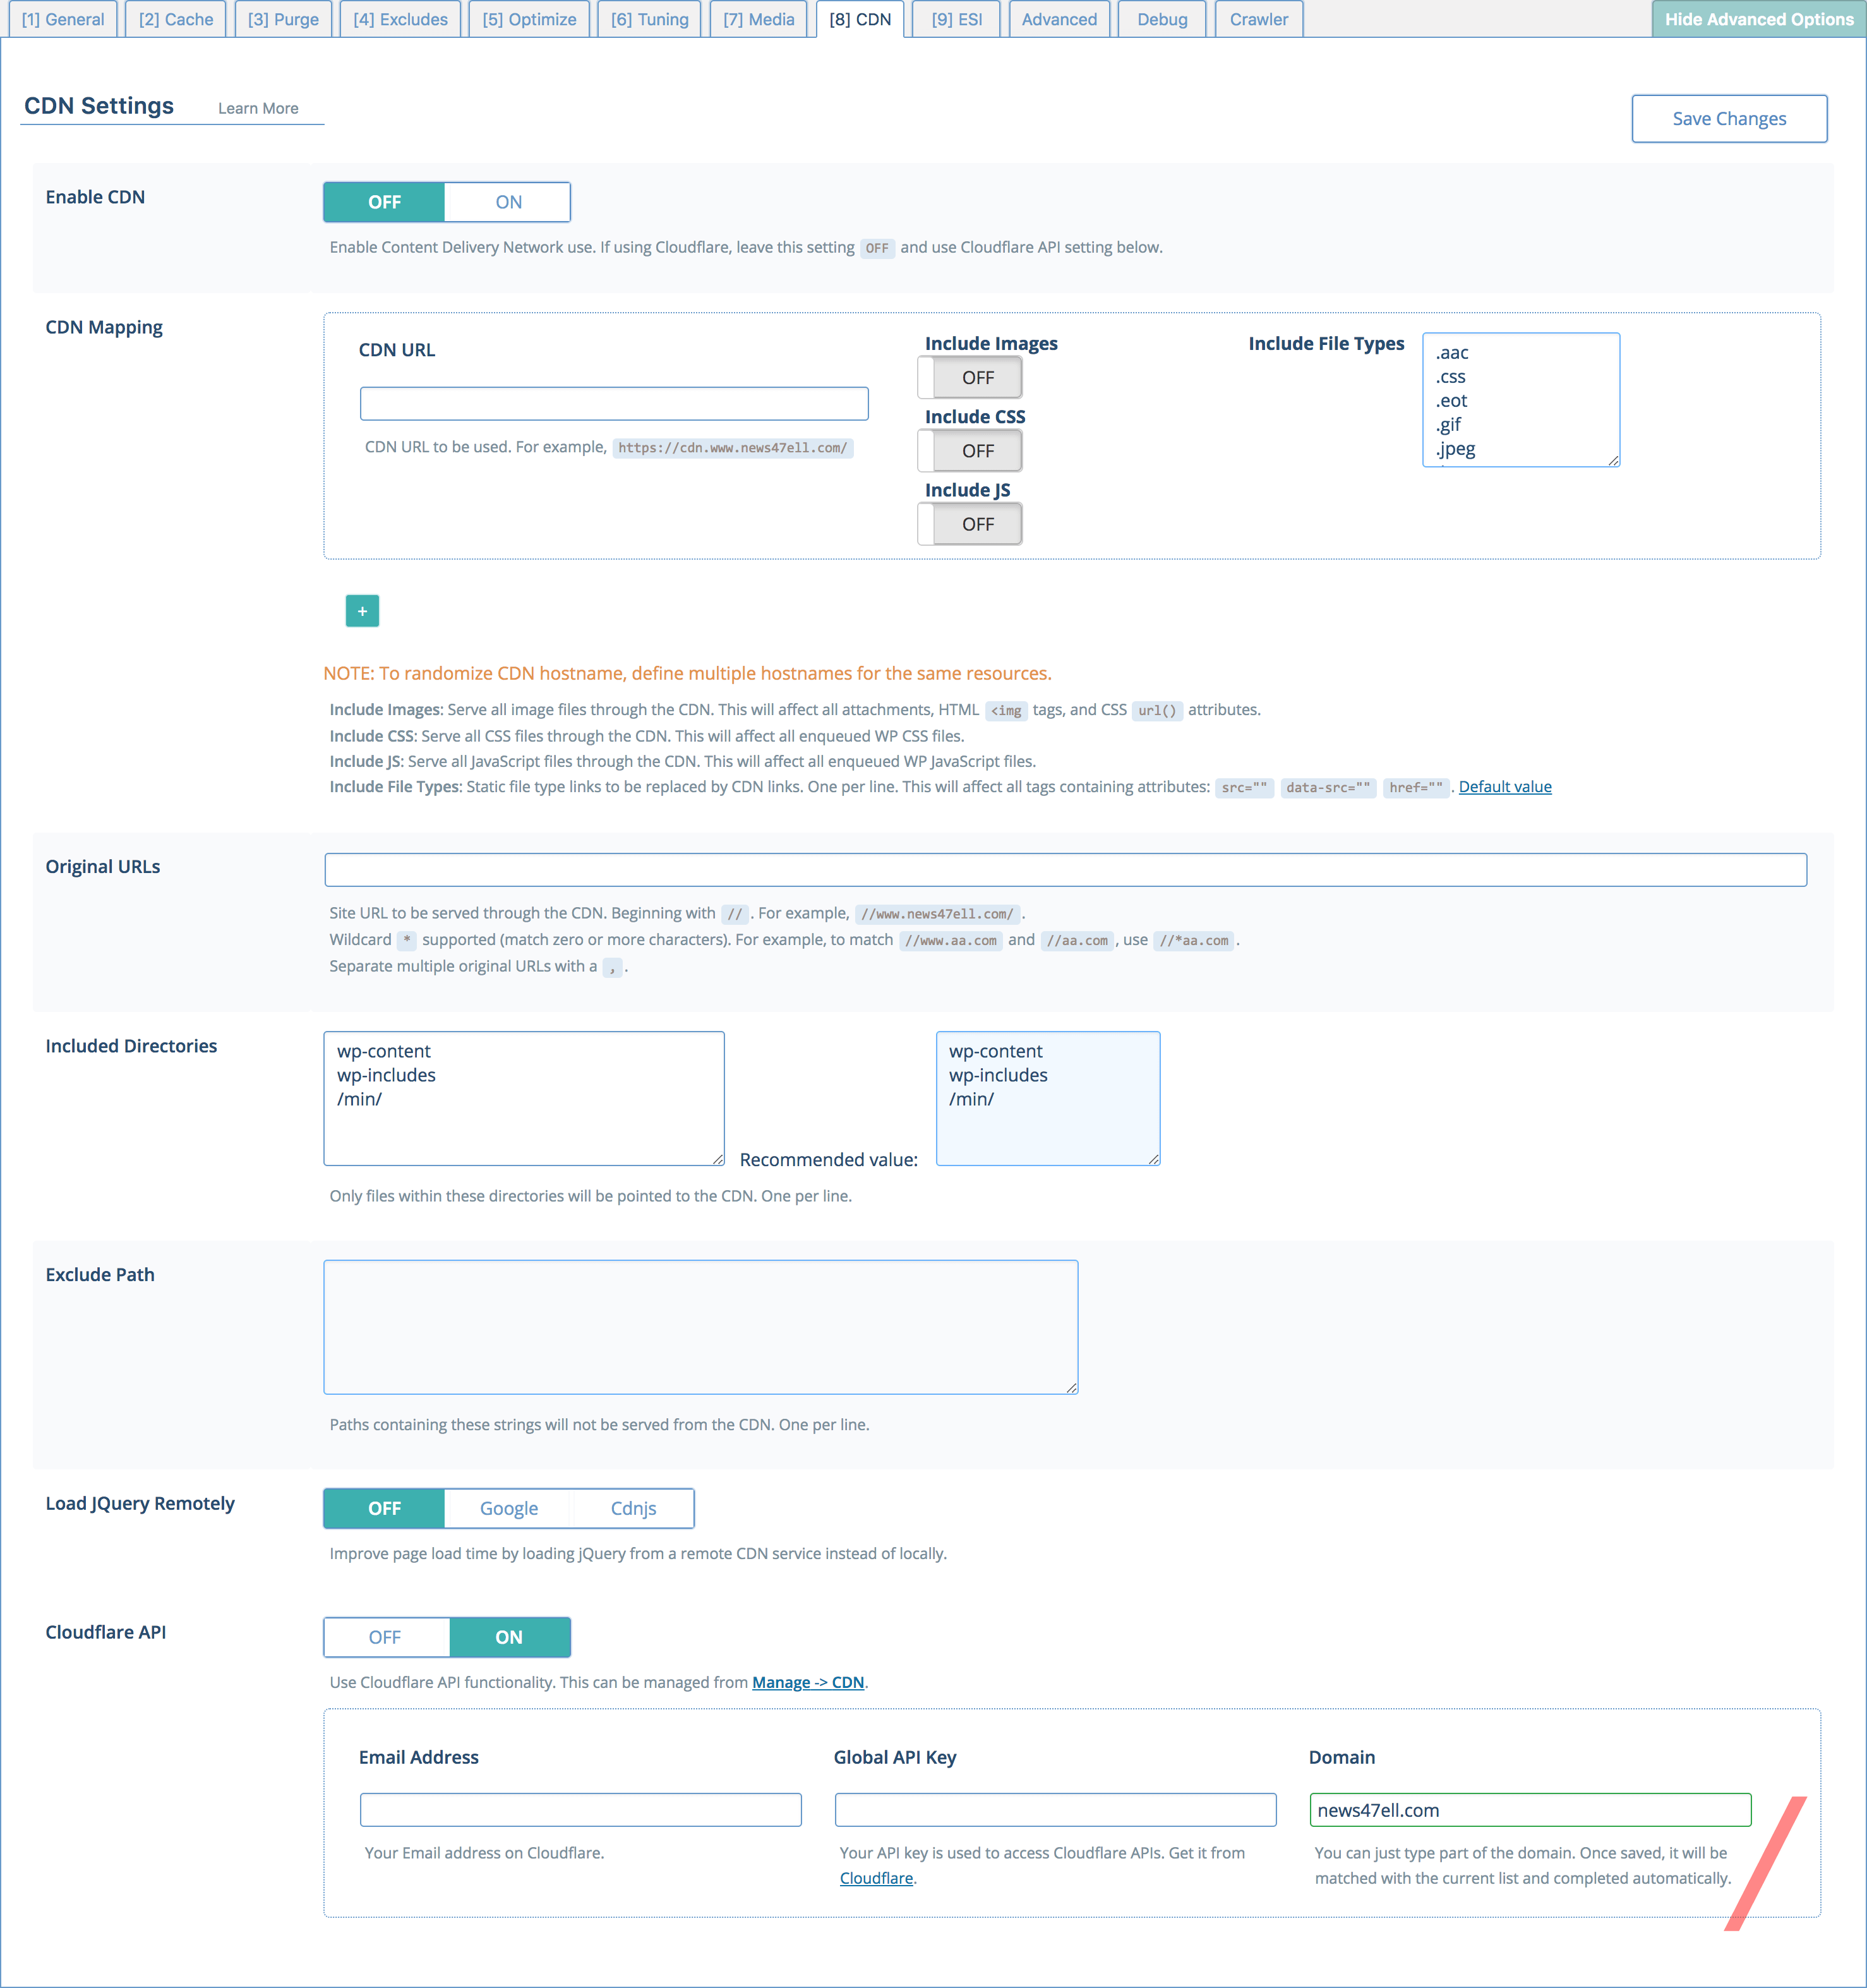 [1] General
[2] Cache
[3] Purge
[4] Excludes
[5] Optimize
[6] Tuning
[7] Media
[8] CDN
[9] ESI
Advanced
Debug
Crawler
Hide Advanced Options
CDN Settings
Learn More
Save Changes
Enable CDN
OFF
ON
Enable Content Delivery Network use. If using Cloudflare, leave this setting OFF and use Cloudflare API setting below.
CDN Mapping
CDN URL
CDN URL to be used. For example, https://cdn.www.news47ell.com/
Include Images
OFF
Include CSS
OFF
Include JS
OFF
Include File Types
.aac
.css
.eot
.gif
.jpeg
+
NOTE: To randomize CDN hostname, define multiple hostnames for the same resources.
Include Images: Serve all image files through the CDN. This will affect all attachments, HTML <img tags, and CSS url() attributes.
Include CSS: Serve all CSS files through the CDN. This will affect all enqueued WP CSS files.
Include JS: Serve all JavaScript files through the CDN. This will affect all enqueued WP JavaScript files.
Include File Types: Static file type links to be replaced by CDN links. One per line. This will affect all tags containing attributes: src="" data-src="" href="" . Default value
Original URLs
Site URL to be served through the CDN. Beginning with // . For example, //www.news47ell.com/ .
Wildcard * supported (match zero or more characters). For example, to match //www.aa.com and //aa.com , use //*aa.com .
Separate multiple original URLs with a , .
Included Directories
wp-content
wp-includes
/min/
Recommended value:
wp-content
wp-includes
/min/
Only files within these directories will be pointed to the CDN. One per line.
Exclude Path
Paths containing these strings will not be served from the CDN. One per line.
Load JQuery Remotely
OFF
Google
Cdnjs
Improve page load time by loading jQuery from a remote CDN service instead of locally.
Cloudflare API
OFF
ON
Use Cloudflare API functionality. This can be managed from Manage -> CDN.
Email Address
Your Email address on Cloudflare.
Global API Key
Your API key is used to access Cloudflare APIs. Get it from
Cloudflare.
Domain
news47ell.com
You can just type part of the domain. Once saved, it will be
matched with the current list and completed automatically.